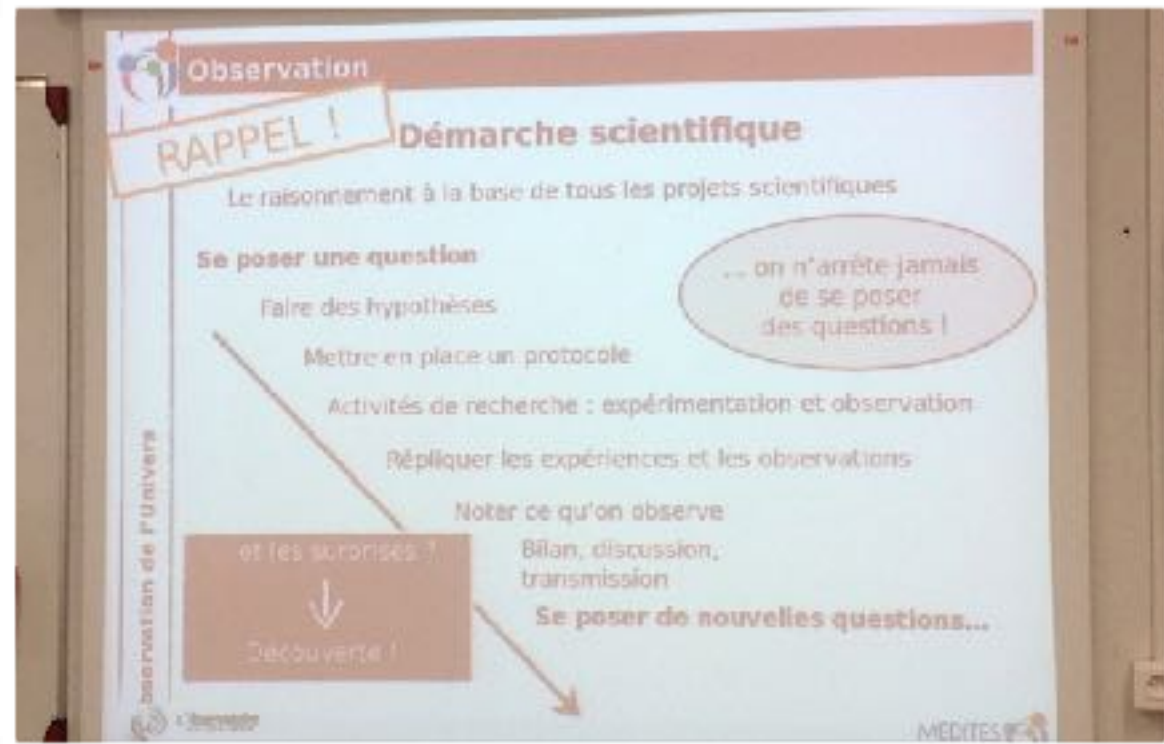 Observation
RAPPEL !
Démarche scientifique
Le raisonnement à la base de tous les projets scientifiques
Se poser une question
... on n'arrête jamais
de se poser
des questions !
Faire des hypothèses
Mettre en place un protocole
Activités de recherche : expérimentation et observation
Répliquer les expériences et les observations
Noter ce qu'on observe
et les surprises !
Découverte !
Bilan, discussion,
transmission
Se poser de nouvelles questions...
bservation de l'Univers
MEDITES